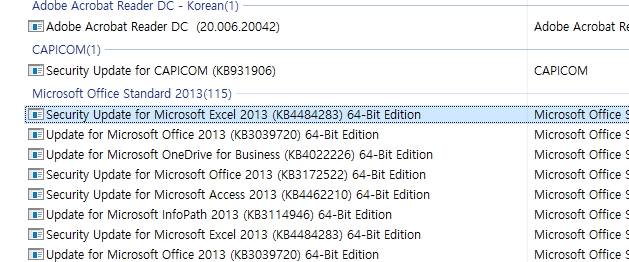 Adobe Acrobat Reader DC - Korean(1)
Adobe Acrobat Reader DC (20.006.20042) Adobe Acrobat Re
CAPICOM(1)
Security Update for CAPICOM (KB931906) CAPICOM
Microsoft Office Standard 2013(115)
Security Update for Microsoft Excel 2013 (KB4484283) 64-Bit Edition Microsoft Office S
Update for Microsoft Office 2013 (KB3039720) 64-Bit Edition Microsoft Office S
Update for Microsoft OneDrive for Business (KB4022226) 64-Bit Edition Microsoft Office S
Security Update for Microsoft Office 2013 (KB3172522) 64-Bit Edition Microsoft Office S
Security Update for Microsoft Access 2013 (KB4462210) 64-Bit Edition Microsoft Office S
Update for Microsoft InfoPath 2013 (KB3114946) 64-Bit Edition Microsoft Office S
Security Update for Microsoft Excel 2013 (KB4484283) 64-Bit Edition Microsoft Office S
Update for Microsoft Office 2013 (KB3039720) 64-Bit Edition Microsoft Office S